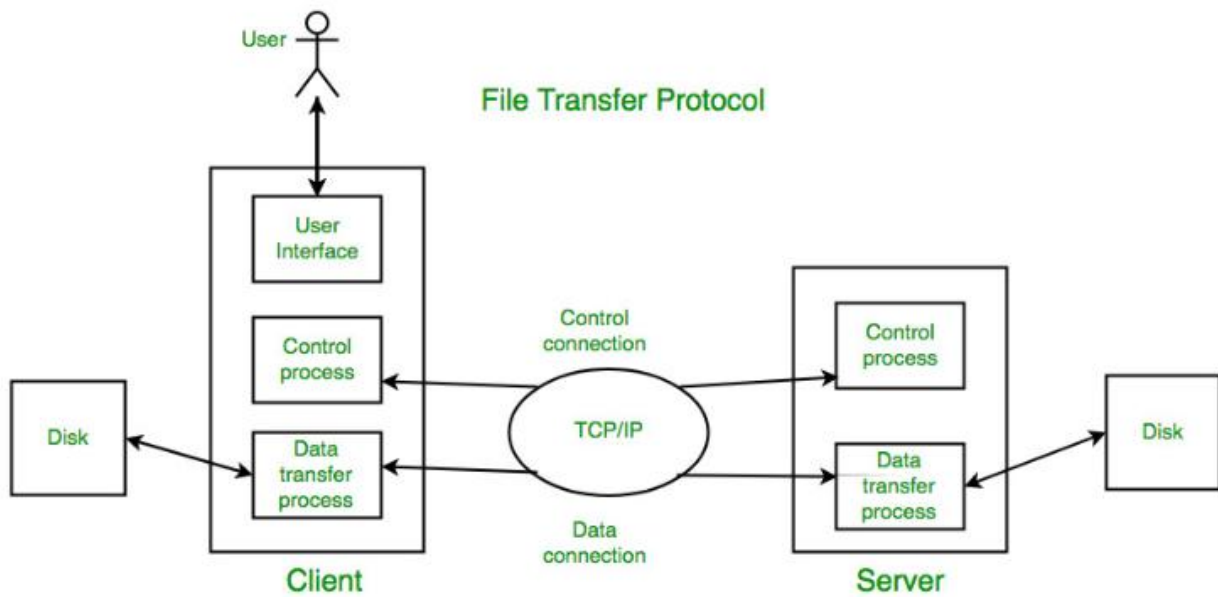 User
File Transfer Protocol
User
Interface
Control
connection
Control
process
Control
process
Disk
TCP/IP
Disk
Data
transfer
process
Data
transfer
process
Data
connection
Client
Server